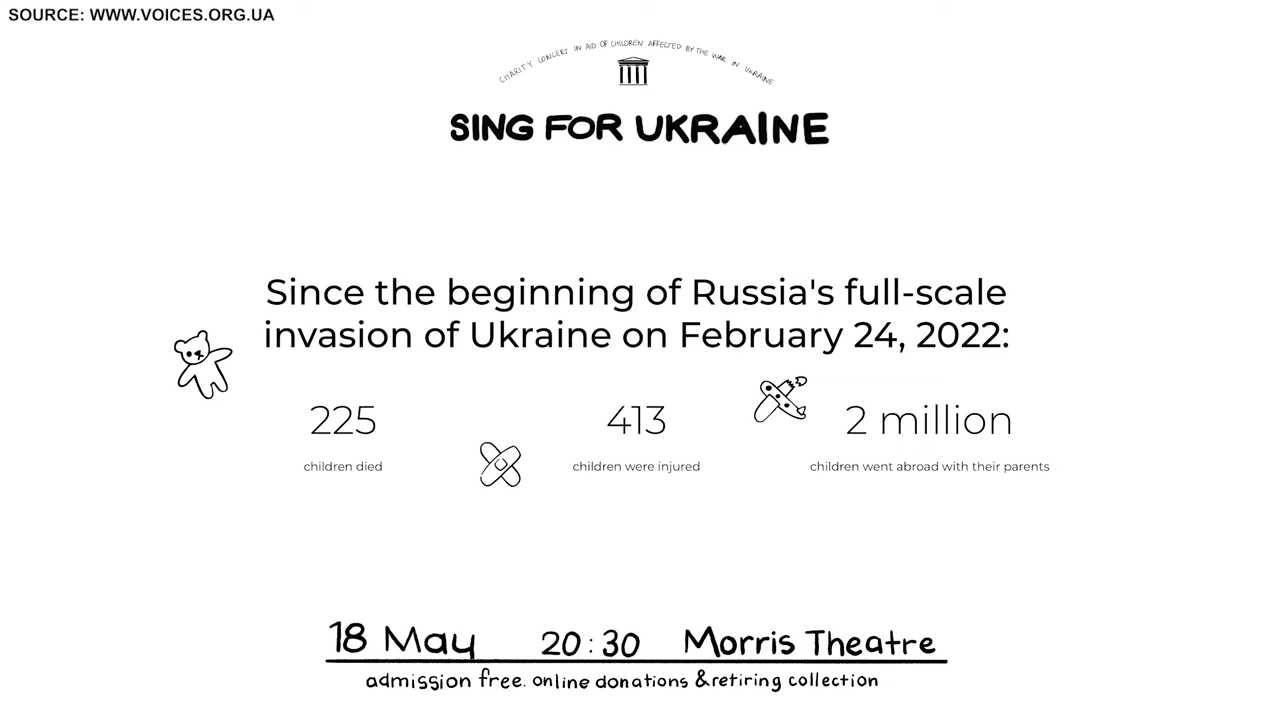 SOURCE: WWW.VOICES.ORG.UA
CHARITY CONCERT IN AID OF CHILDREN AFFECTED BY THE WAR IN UKRAINE
SING FOR UKRAINE
Since the beginning of Russia's full-scale
invasion of Ukraine on February 24, 2022:
225 413 2 million
children died children were injured children went abroad with their parents
18 May 20:30 Morris Theatre
admission free. online donations & retiring collection